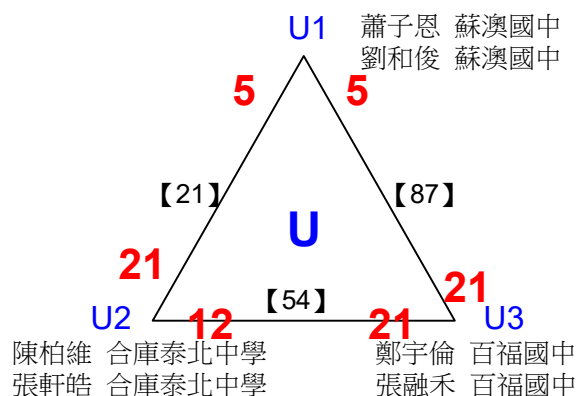 U1 蕭子恩 蘇澳國中
劉和俊 蘇澳國中
5 5
【21】 【87】
U
21 21
【54】
U2 12 21 U3
陳柏維 合庫泰北中學 鄭宇倫 百福國中
張軒皓 合庫泰北中學 張融禾 百福國中